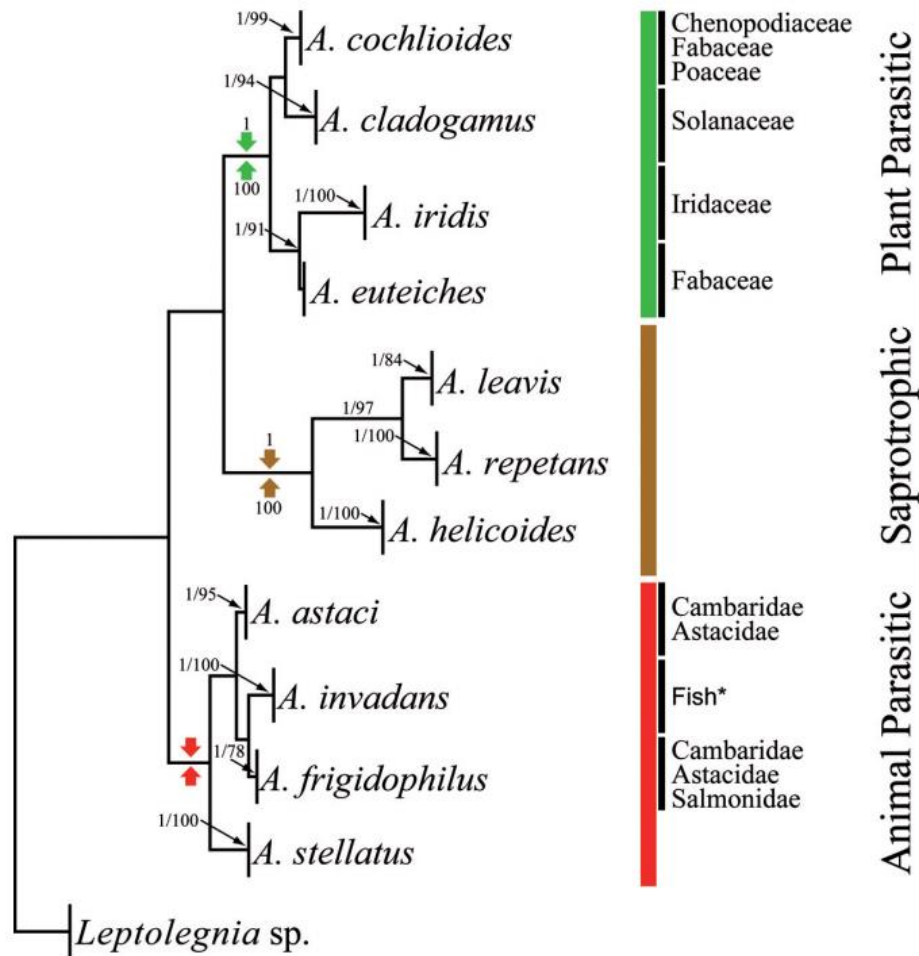 1/99
A. cochlioides
Chenopodiaceae
Fabaceae
Poaceae
1/94
A. cladogamus
Solanaceae
1
100
1/100
A. iridis
Iridaceae
1/91
A. euteiches
Fabaceae
Plant Parasitic
1/84
A. leavis
1/97
1/100
A. repetans
1
100
1/100
A. helicoides
Saprotrophic
1/95
A. astaci
Cambaridae
Astacidae
1/100
A. invadans
Fish*
1/78
A. frigidophilus
Cambaridae
Astacidae
Salmonidae
1/100
A. stellatus
Animal Parasitic
Leptolegnia sp.